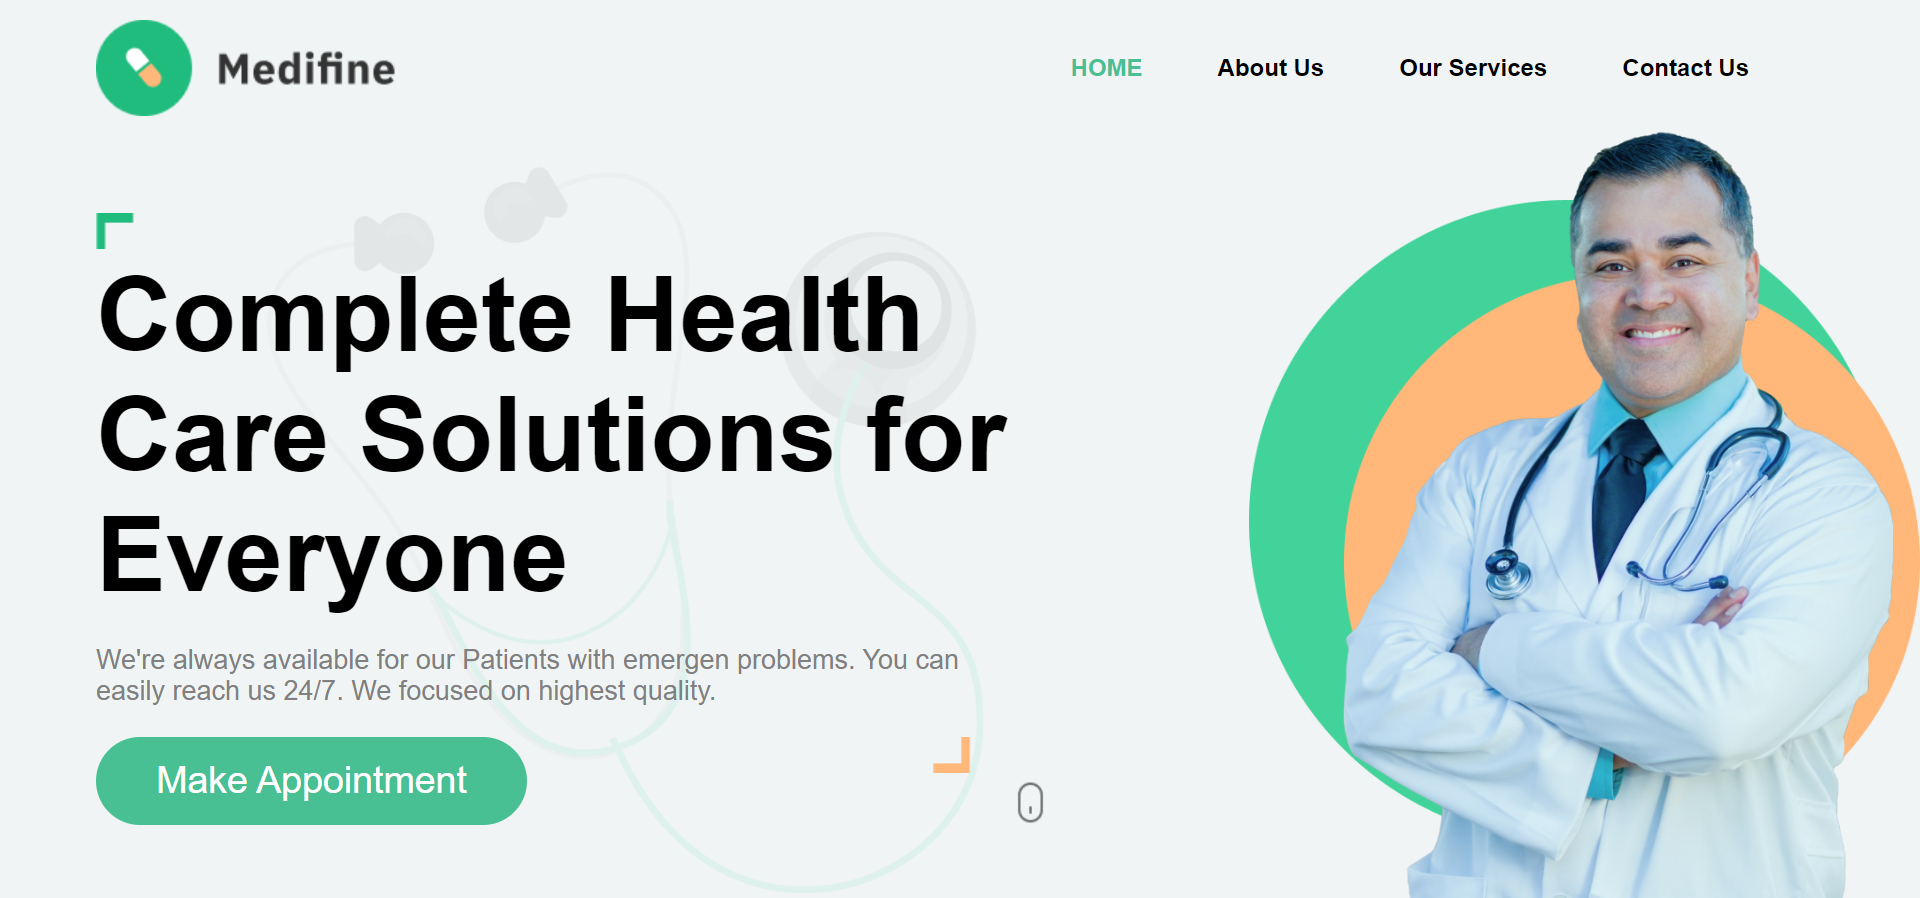 Medifine
HOME About Us Our Services Contact Us
Complete Health
Care Solutions for
Everyone
We're always available for our Patients with emergen problems. You can
easily reach us 24/7. We focused on highest quality.
Make Appointment